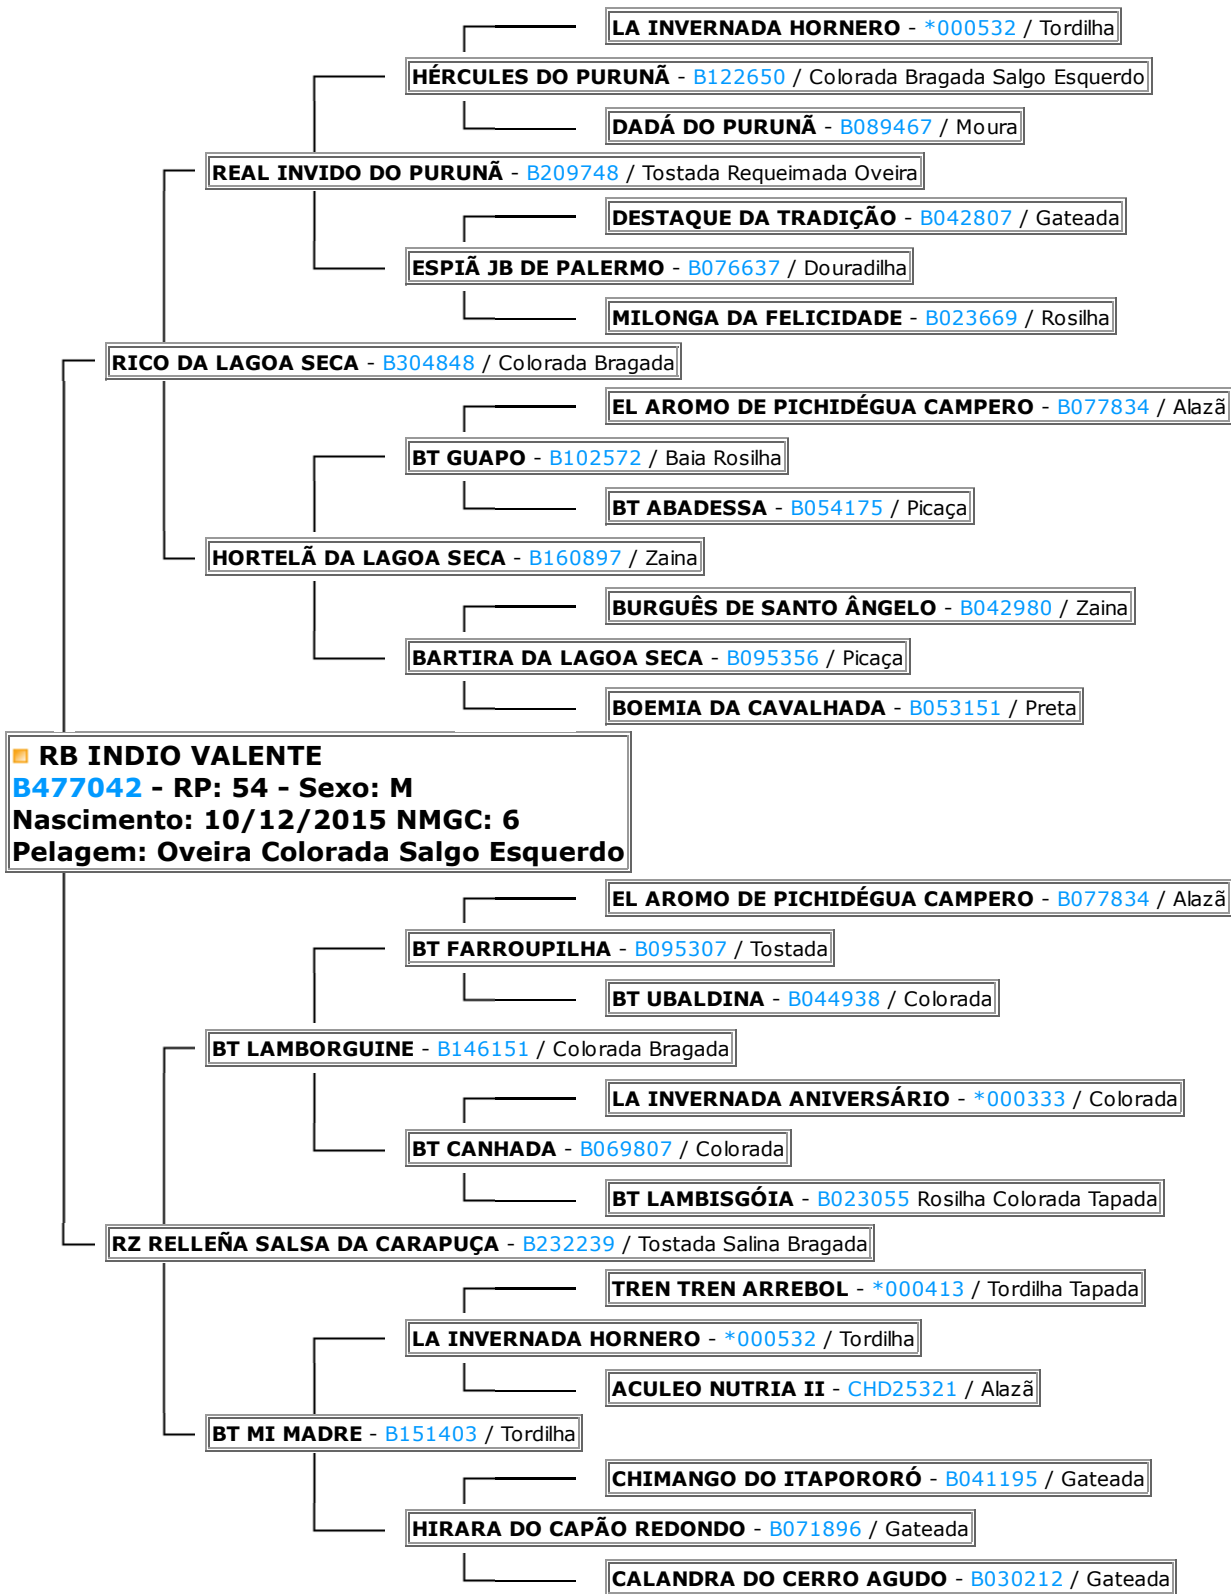 LA INVERNADA HORNERO - *000532 / Tordilha
HÉRCULES DO PURUNÃ - B122650 / Colorada Bragada Salgo Esquerdo
DADÁ DO PURUNÃ - B089467 / Moura
REAL INVIDO DO PURUNÃ - B209748 / Tostada Requeimada Oveira
DESTAQUE DA TRADIÇÃO - B042807 / Gateada
ESPIÃ JB DE PALERMO - B076637 / Douradilha
MILONGA DA FELICIDADE - B023669 / Rosilha
RICO DA LAGOA SECA - B304848 / Colorada Bragada
EL AROMO DE PICHIDÉGUA CAMPERO - B077834 / Alazã
BT GUAPO - B102572 / Baia Rosilha
BT ABADESSA - B054175 / Picaça
HORTELÃ DA LAGOA SECA - B160897 / Zaina
BURGUÊS DE SANTO ÂNGELO - B042980 / Zaina
BARTIRA DA LAGOA SECA - B095356 / Picaça
BOEMIA DA CAVALHADA - B053151 / Preta
RB INDIO VALENTE
B477042 - RP: 54 - Sexo: M
Nascimento: 10/12/2015 NMGC: 6
Pelagem: Oveira Colorada Salgo Esquerdo
EL AROMO DE PICHIDÉGUA CAMPERO - B077834 / Alazã
BT FARROUPILHA - B095307 / Tostada
BT UBALDINA - B044938 / Colorada
BT LAMBORGUINE - B146151 / Colorada Bragada
LA INVERNADA ANIVERSÁRIO - *000333 / Colorada
BT CANHADA - B069807 / Colorada
BT LAMBISGÓIA - B023055 Rosilha Colorada Tapada
RZ RELLEÑA SALSA DA CARAPUÇA - B232239 / Tostada Salina Bragada
TREN TREN ARREBOL - *000413 / Tordilha Tapada
LA INVERNADA HORNERO - *000532 / Tordilha
ACULEO NUTRIA II - CHD25321 / Alazã
BT MI MADRE - B151403 / Tordilha
CHIMANGO DO ITAPORORÓ - B041195 / Gateada
HIRARA DO CAPÃO REDONDO - B071896 / Gateada
CALANDRA DO CERRO AGUDO - B030212 / Gateada